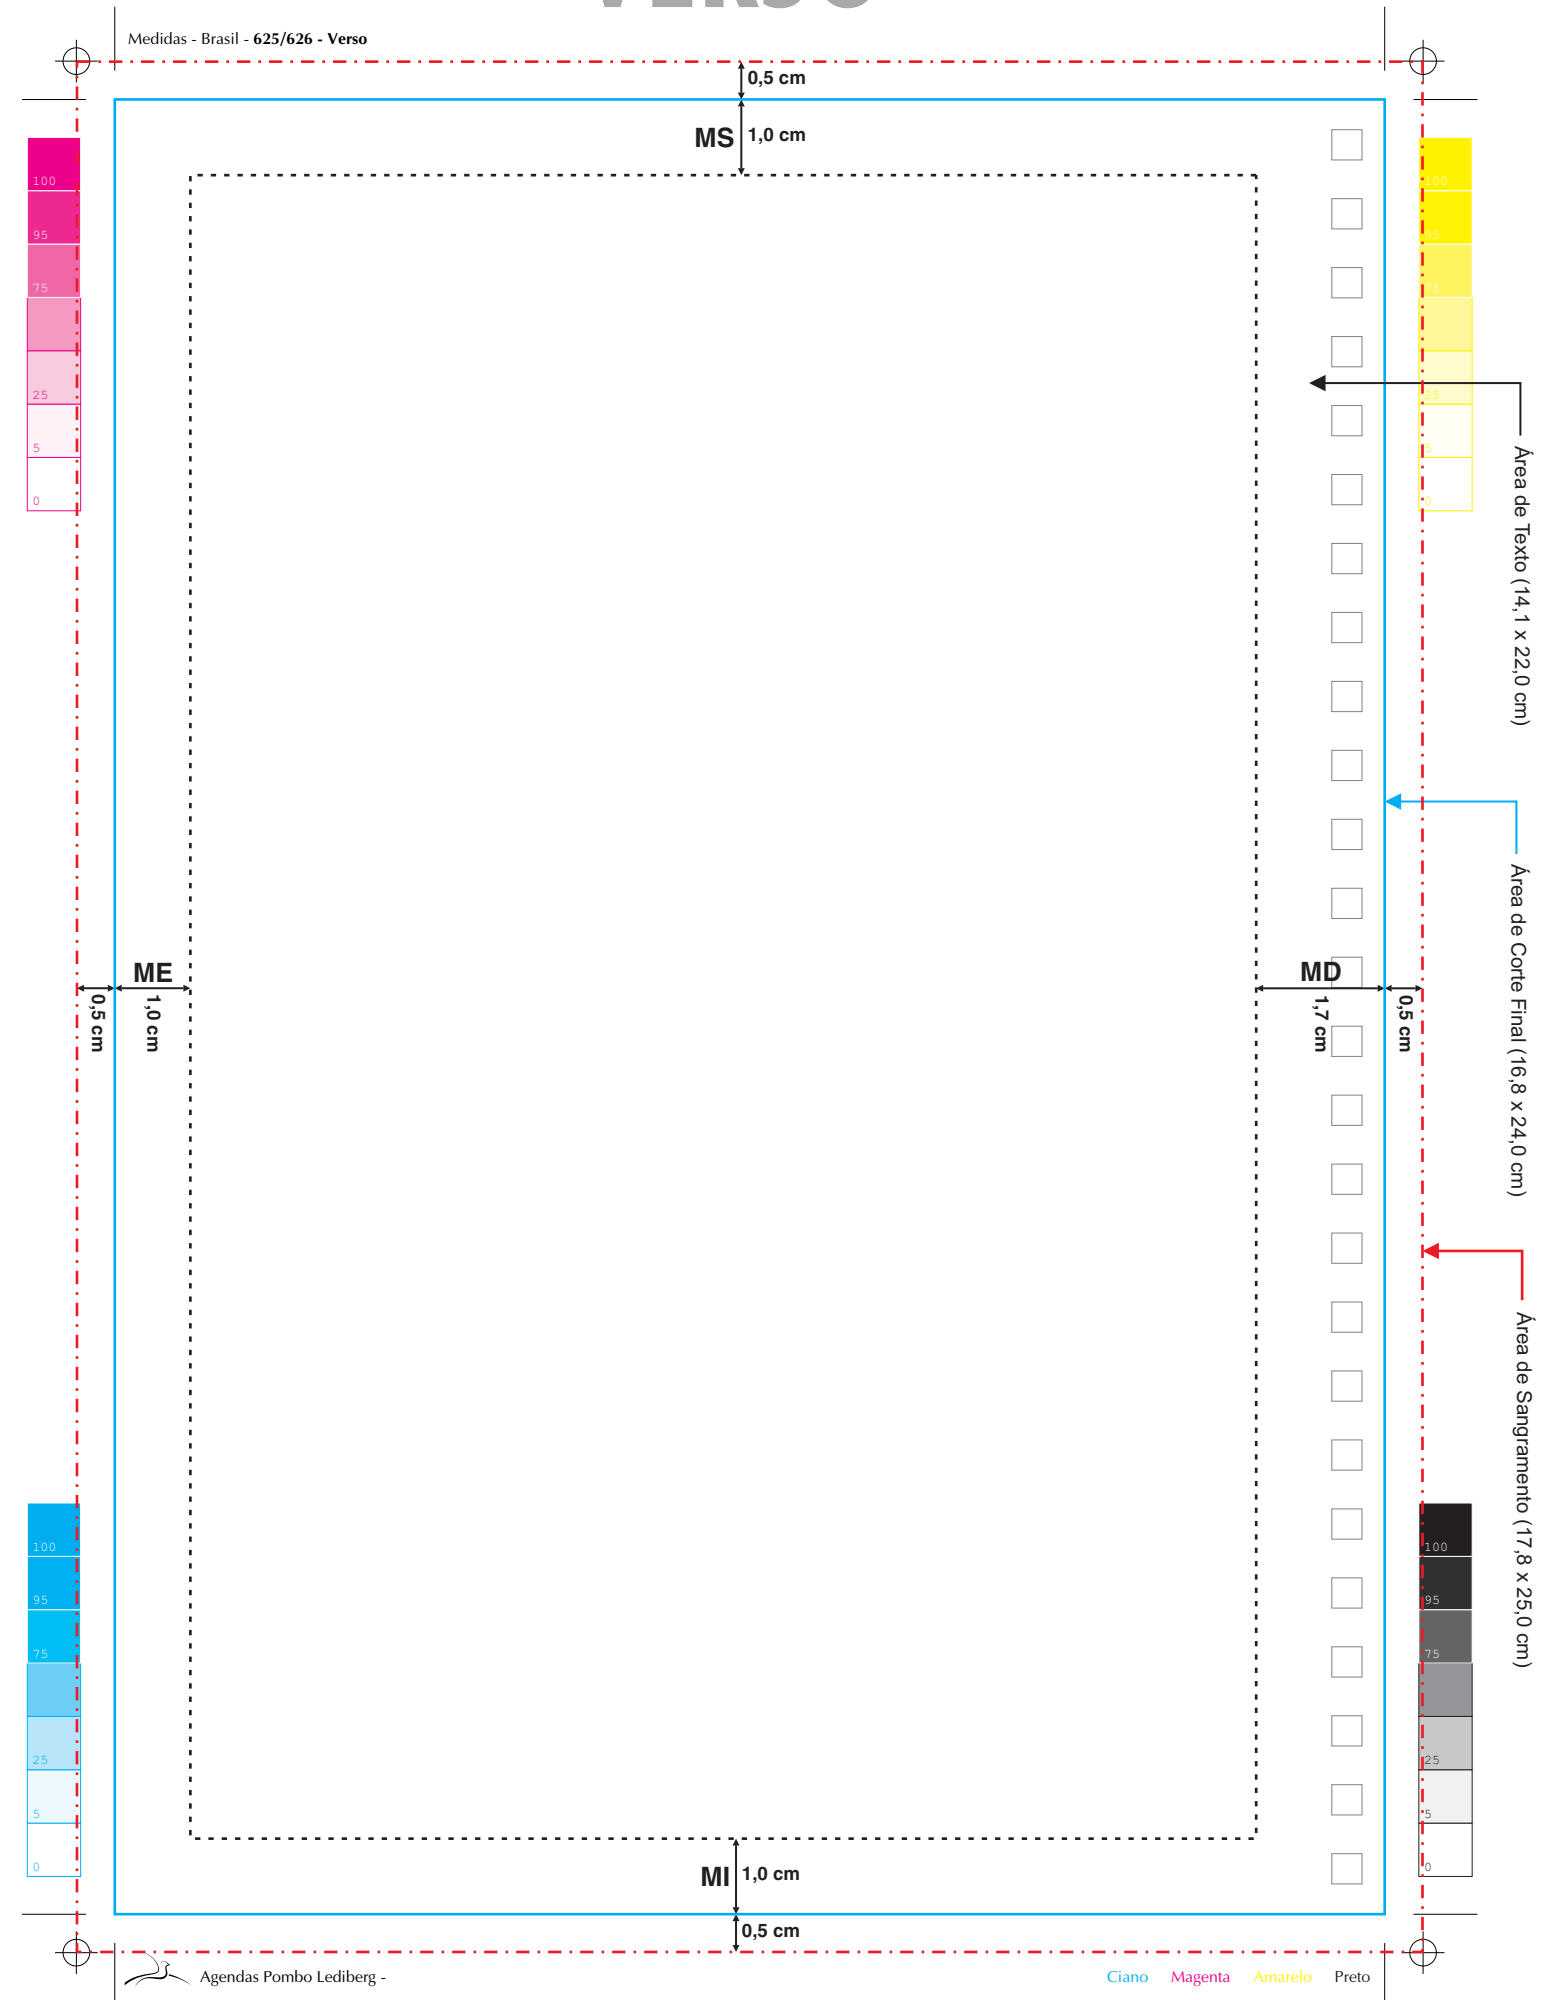 VERSO
Medidas - Brasil - 625/626 - Verso
0,5 cm
MS 1,0 cm
100
95
75
25
5
0
100
95
75
25
5
0
Área de Texto (14,1 x 22,0 cm)
Área de Corte Final (16,8 x 24,0 cm)
ME
1,0 cm
0,5 cm
MD
1,7 cm
0,5 cm
Área de Sangramento (17,8 x 25,0 cm)
100
95
75
25
5
0
100
95
75
25
5
0
MI 1,0 cm
0,5 cm
Agendas Pombo Lediberg -
Ciano Magenta Amarelo Preto